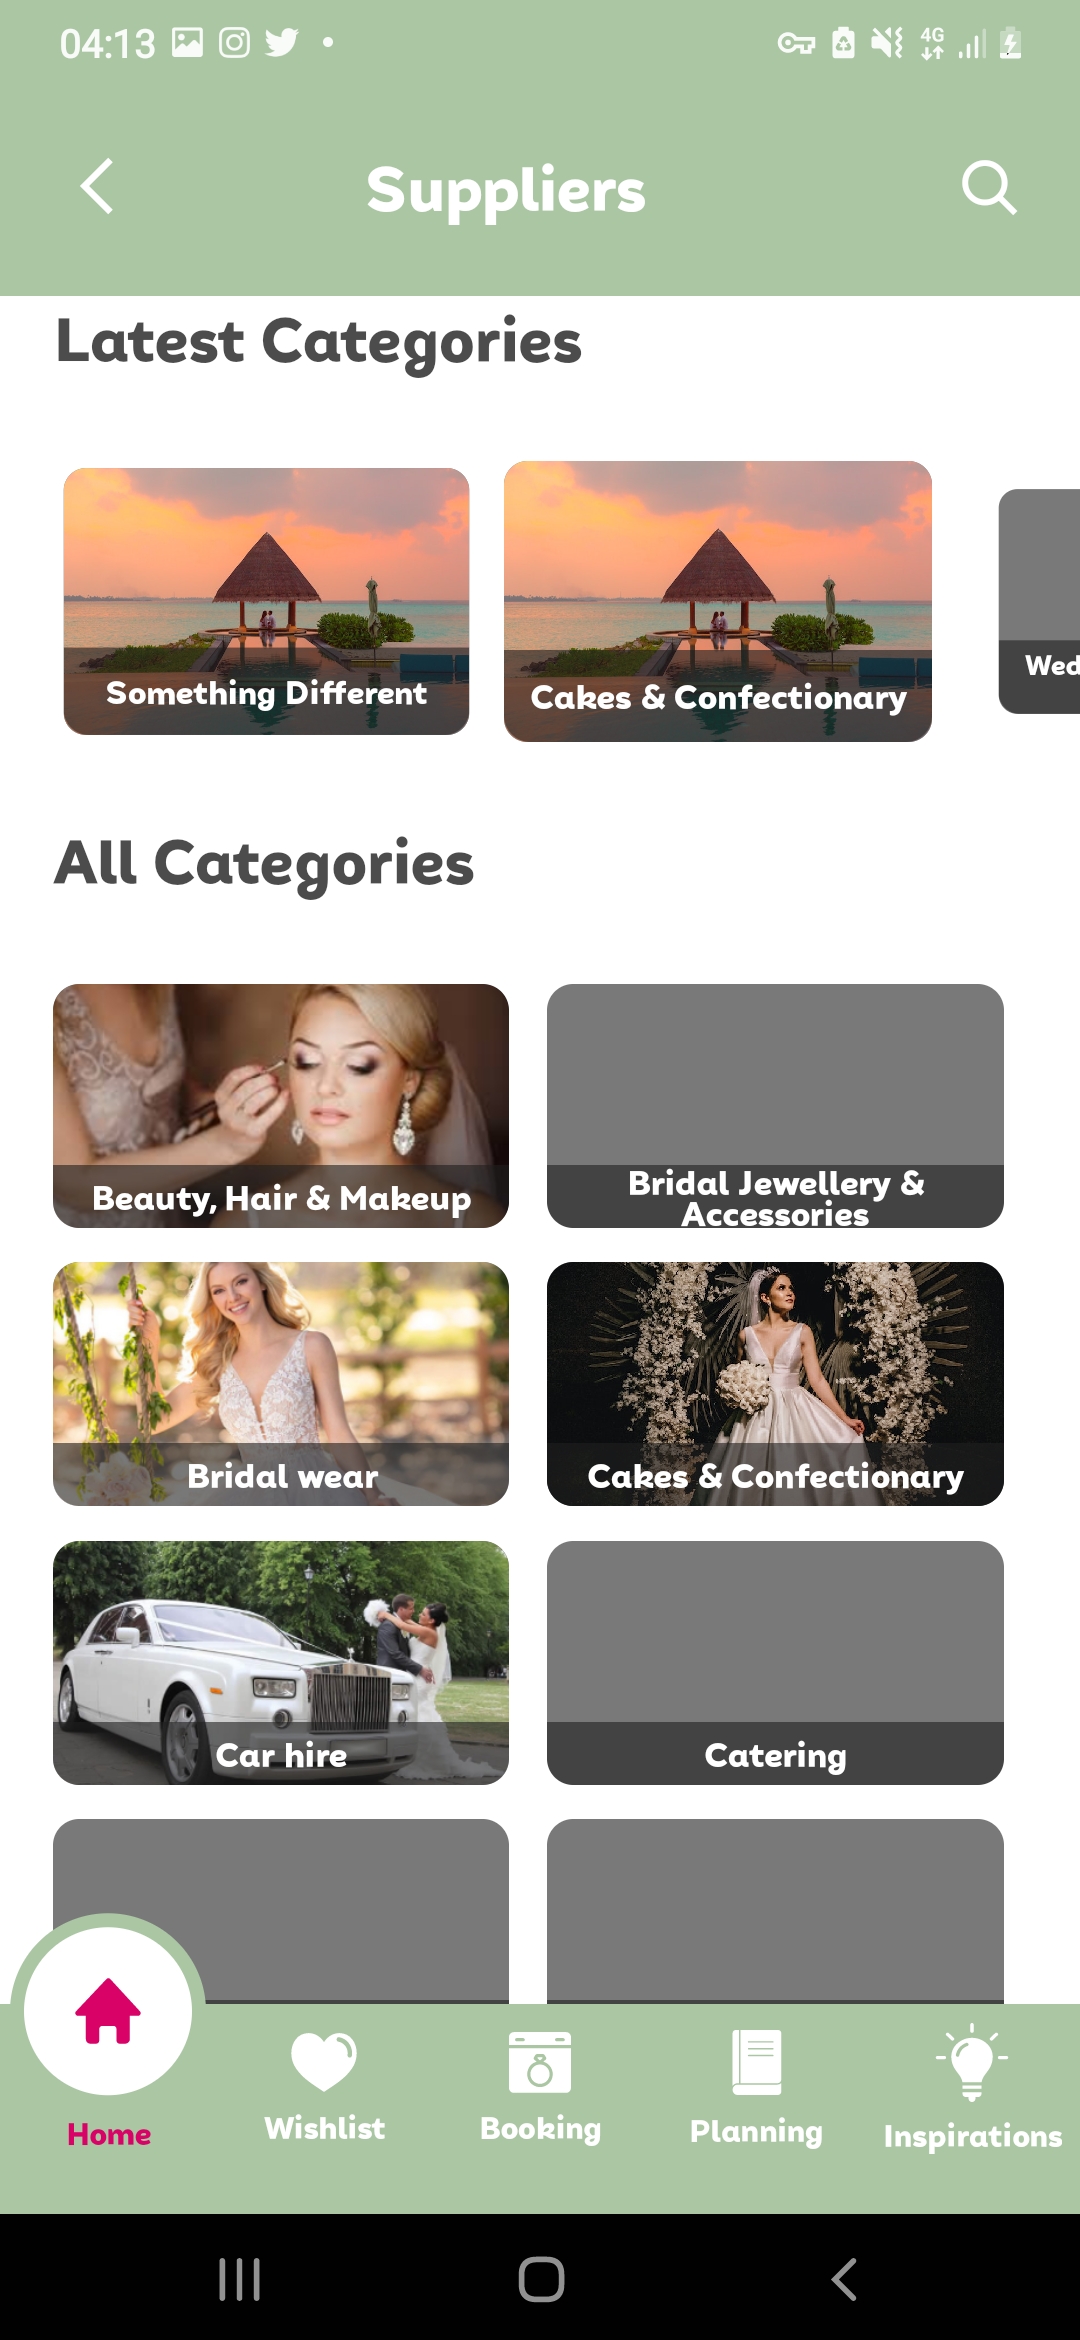 04:13
4G
Suppliers
Latest Categories
Something Different
Cakes & Confectionary
Wed
All Categories
Beauty, Hair & Makeup
Bridal Jewellery &
Accessories
Bridal wear
Cakes & Confectionary
Car hire
Catering
Home
Wishlist
Booking
Planning
Inspirations